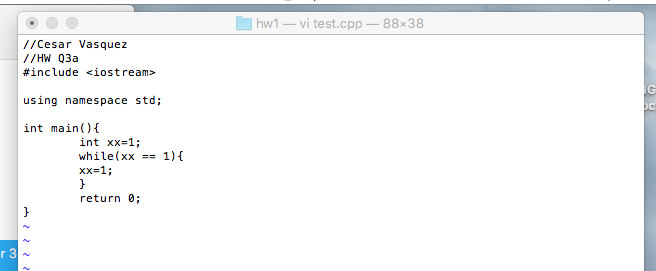 hw1 — vi test.cpp — 88×38
//Cesar Vasquez
//HW Q3a
#include <iostream>
using namespace std;
int main(){
int xx=1;
while(xx == 1){
xx=1;
}
return 0;
}
~
~
~
~
r 3